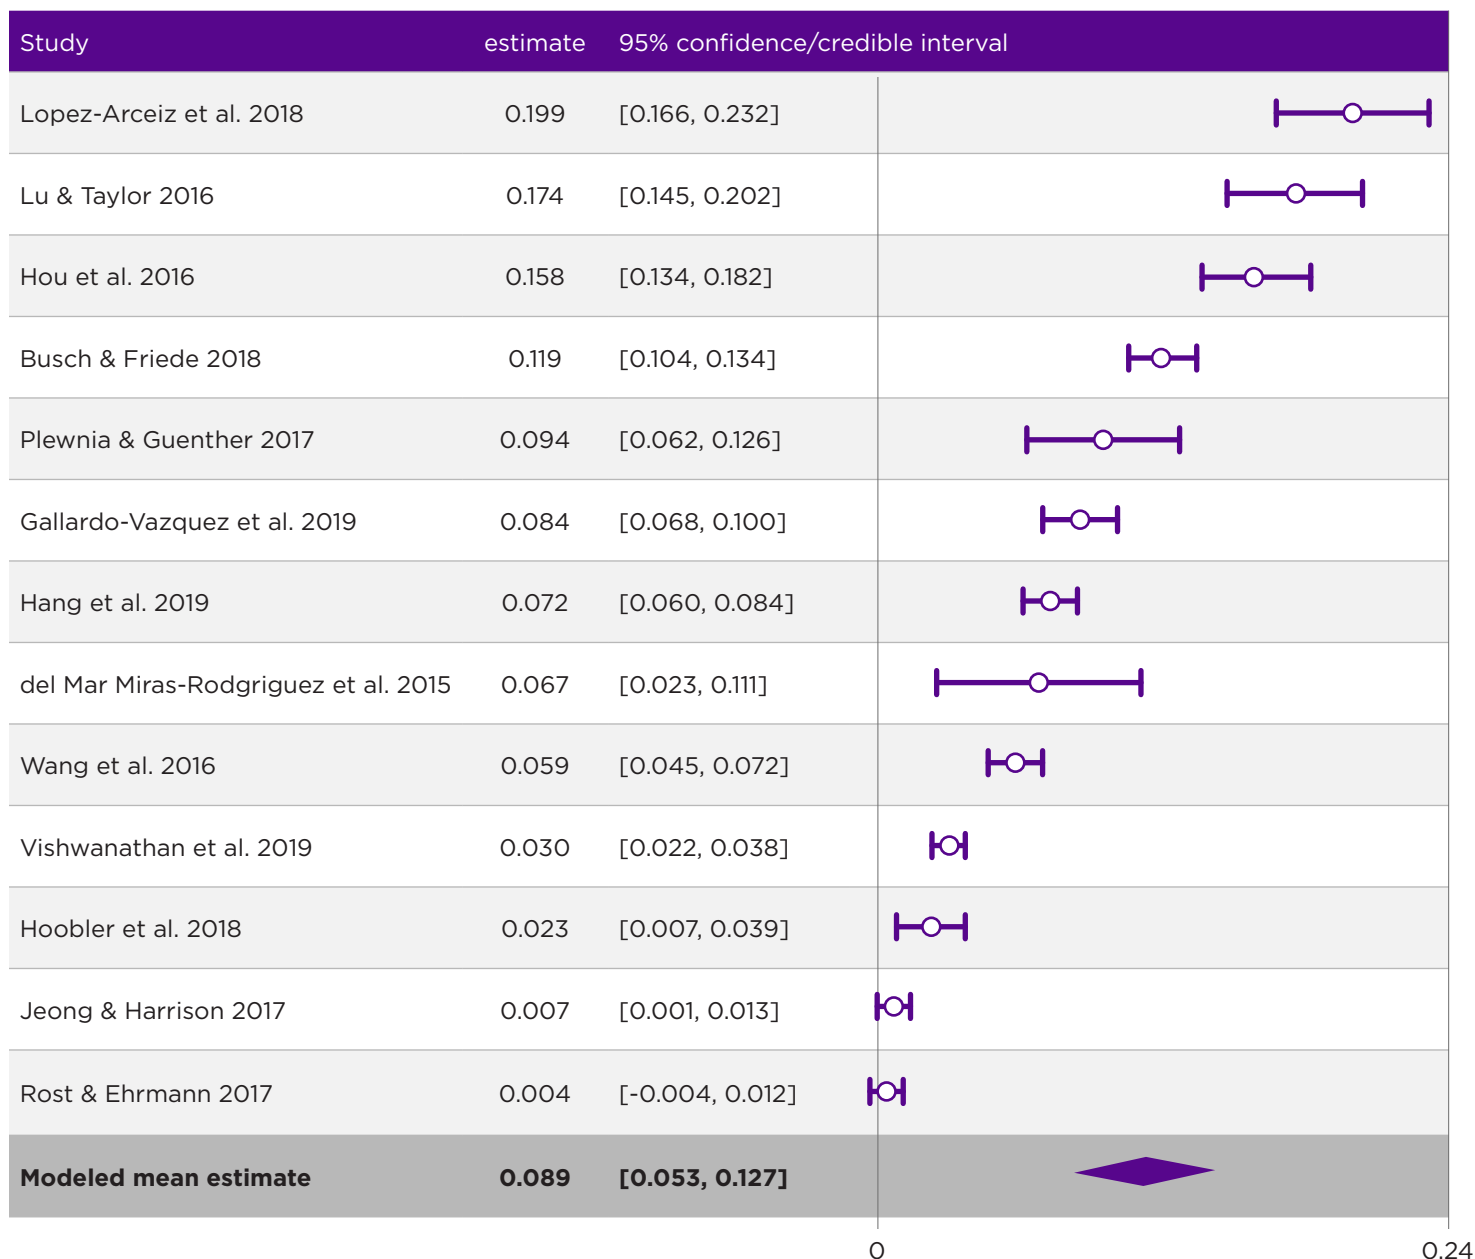 Study estimate 95% confidence/credible interval
Lopez-Arceiz et al. 2018 0.199 [0.166, 0.232]
Lu & Taylor 2016 0.174 [0.145, 0.202]
Hou et al. 2016 0.158 [0.134, 0.182]
Busch & Friede 2018 0.119 [0.104, 0.134]
Plewnia & Guenther 2017 0.094 [0.062, 0.126]
Gallardo-Vazquez et al. 2019 0.084 [0.068, 0.100]
Hang et al. 2019 0.072 [0.060, 0.084]
del Mar Miras-Rodgriguez et al. 2015 0.067 [0.023, 0.111]
Wang et al. 2016 0.059 [0.045, 0.072]
Vishwanathan et al. 2019 0.030 [0.022, 0.038]
Hoobler et al. 2018 0.023 [0.007, 0.039]
Jeong & Harrison 2017 0.007 [0.001, 0.013]
Rost & Ehrmann 2017 0.004 [-0.004, 0.012]
Modeled mean estimate 0.089 [0.053, 0.127]
0 0.24